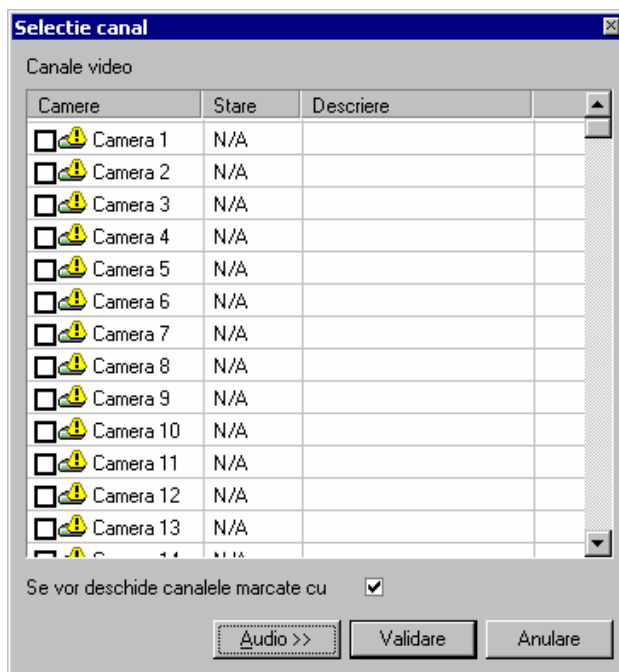 Selectie canal
Canale video
Camere Stare Descriere
Camera 1 N/A
Camera 2 N/A
Camera 3 N/A
Camera 4 N/A
Camera 5 N/A
Camera 6 N/A
Camera 7 N/A
Camera 8 N/A
Camera 9 N/A
Camera 10 N/A
Camera 11 N/A
Camera 12 N/A
Camera 13 N/A
Se vor deschide canalele marcate cu
Audio >> Validare Anulare